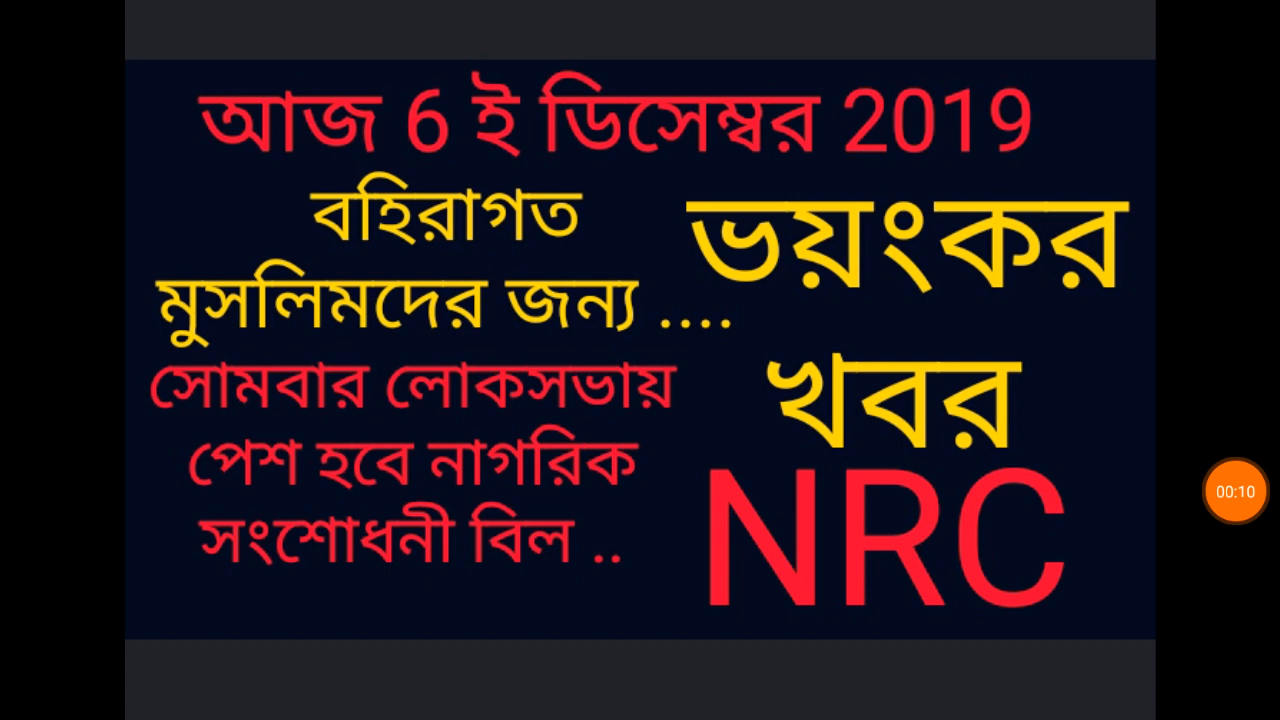 আজ 6 ই ডিসেম্বর 2019
বহিরাগত
মুসলিমদের জন্য ....
সোমবার লোকসভায়
পেশ হবে নাগরিক
সংশোধনী বিল ..
ভয়ংকর
খবর
NRC
00:10